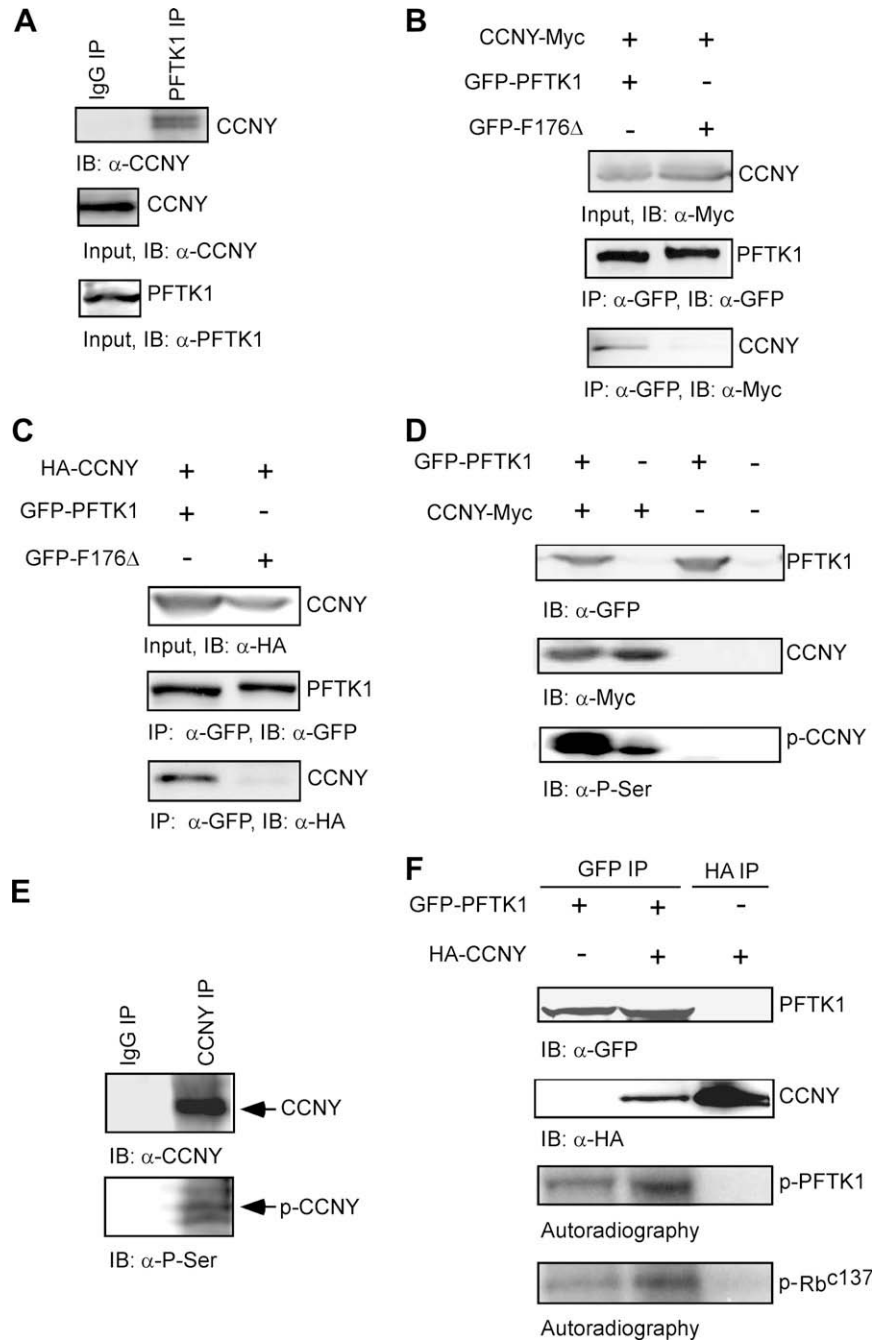 A
IgG IP
PFTK1 IP
CCNY
IB: α-CCNY
CCNY
Input, IB: α-CCNY
PFTK1
Input, IB: α-PFTK1
B
CCNY-Myc + +
GFP-PFTK1 + -
GFP-F176Δ - +
CCNY
Input, IB: α-Myc
PFTK1
IP: α-GFP, IB: α-GFP
CCNY
IP: α-GFP, IB: α-Myc
C
HA-CCNY + +
GFP-PFTK1 + -
GFP-F176Δ - +
CCNY
Input, IB: α-HA
PFTK1
IP: α-GFP, IB: α-GFP
CCNY
IP: α-GFP, IB: α-HA
D
GFP-PFTK1 + - + -
CCNY-Myc + + - -
PFTK1
IB: α-GFP
CCNY
IB: α-Myc
p-CCNY
IB: α-P-Ser
E
IgG IP
CCNY IP
CCNY
IB: α-CCNY
p-CCNY
IB: α-P-Ser
F
GFP IP HA IP
GFP-PFTK1 + + -
HA-CCNY - + +
PFTK1
IB: α-GFP
CCNY
IB: α-HA
p-PFTK1
Autoradiography
p-Rbc137
Autoradiography